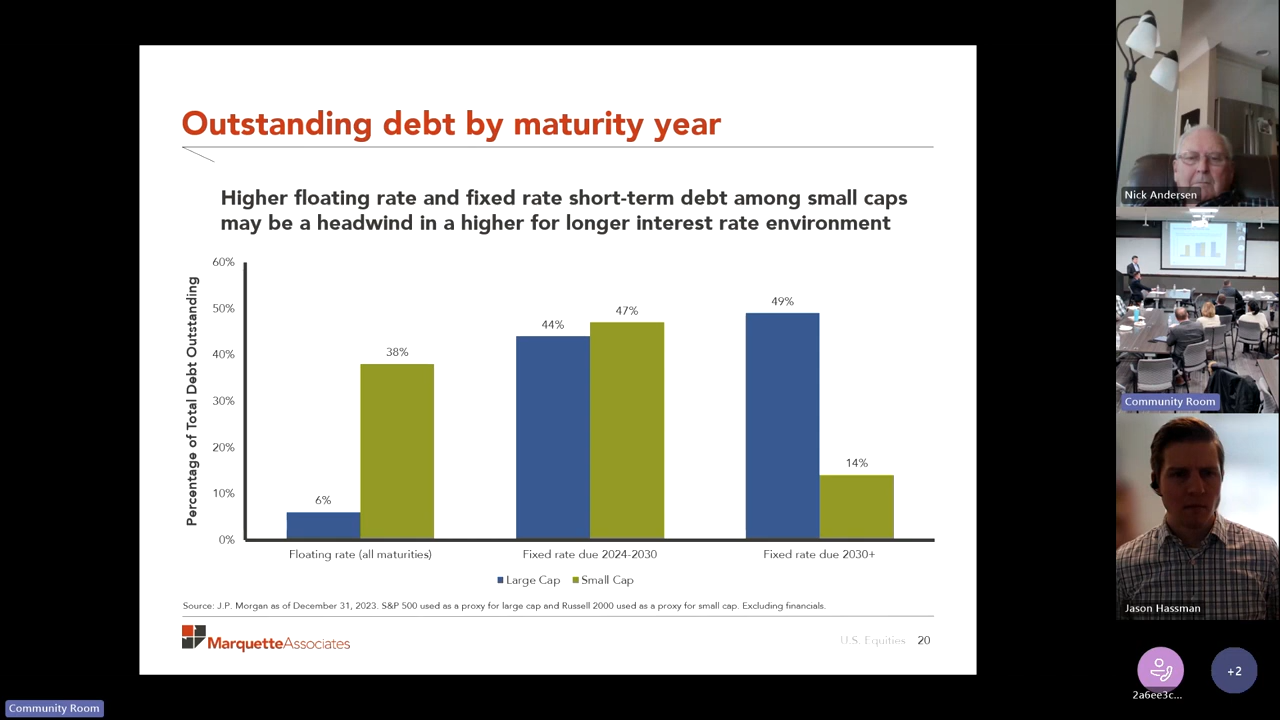 Outstanding debt by maturity year
Higher floating rate and fixed rate short-term debt among small caps
may be a headwind in a higher for longer interest rate environment
Percentage of Total Debt Outstanding
60%
50%
40%
30%
20%
10%
0%
6%
38%
44%
47%
49%
14%
Floating rate (all maturities)
Fixed rate due 2024-2030
Fixed rate due 2030+
Large Cap
Small Cap
Source: J.P. Morgan as of December 31, 2023. S&P 500 used as a proxy for large cap and Russell 2000 used as a proxy for small cap. Excluding financials.
MarquetteAssociates
U.S. Equities 20
Nick Andersen
Community Room
Jason Hassman
2a6ee3c...
+2
Community Room